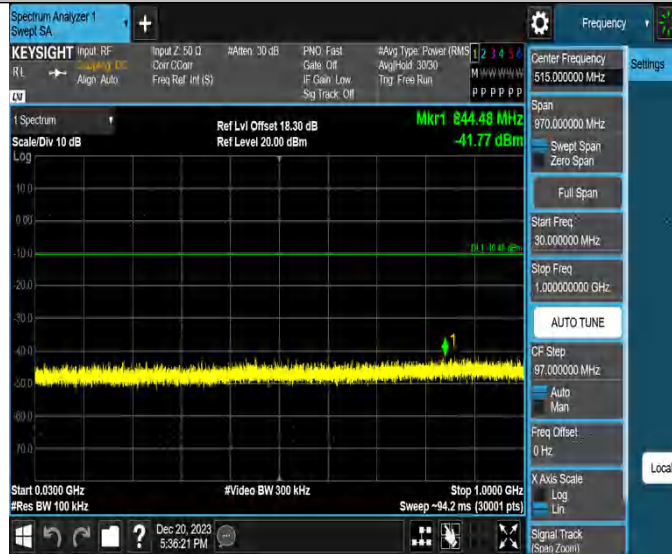 Spectrum Analyzer 1
Swept SA
+
Frequency
KEYSIGHT
Input: RF
Coupling: DC
Align: Auto
Input Z: 50 Ω
Corr CCorr
Freq Ref: Int (S)
#Atten: 30 dB
PNO: Fast
Gate: Off
IF Gain: Low
Sig Track: Off
#Avg Type: Power (RMS
Avg|Hold: 30/30
Trig: Free Run
1 2 3 4 5 6
M W W W W W
P P P P P P
RL
LXI
1 Spectrum
Scale/Div 10 dB
Log
Ref Lvl Offset 18.30 dB
Ref Level 20.00 dBm
Mkr1 844.48 MHz
-41.77 dBm
10.0
0.00
-10.0
-20.0
-30.0
-40.0
-50.0
-60.0
-70.0
1
Start 0.0300 GHz
#Res BW 100 kHz
#Video BW 300 kHz
Stop 1.0000 GHz
Sweep ~94.2 ms (30001 pts)
Dec 20, 2023
5:36:21 PM
?
Center Frequency
515.000000 MHz
Settings
Span
970.000000 MHz
Swept Span
Zero Span
Full Span
Start Freq
30.000000 MHz
Stop Freq
1.000000000 GHz
AUTO TUNE
CF Step
97.000000 MHz
Auto
Man
Freq Offset
0 Hz
X Axis Scale
Log
Lin
Local
Signal Track
(Span Zoom)